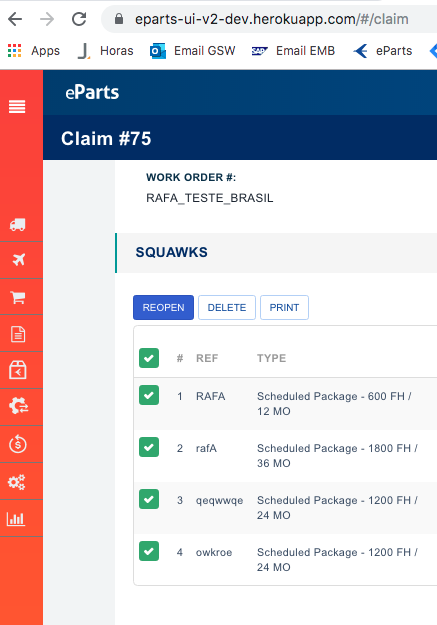 eparts-ui-v2-dev.herokuapp.com/#/claim
Apps Horas Email GSW Email EMB eParts
eParts
Claim #75
WORK ORDER #:
RAFA_TESTE_BRASIL
SQUAWKS
REOPEN DELETE PRINT
# REF TYPE
1 RAFA Scheduled Package - 600 FH /
12 MO
2 rafA Scheduled Package - 1800 FH /
36 MO
3 qeqwwqe Scheduled Package - 1200 FH /
24 MO
4 owkroe Scheduled Package - 1200 FH /
24 MO